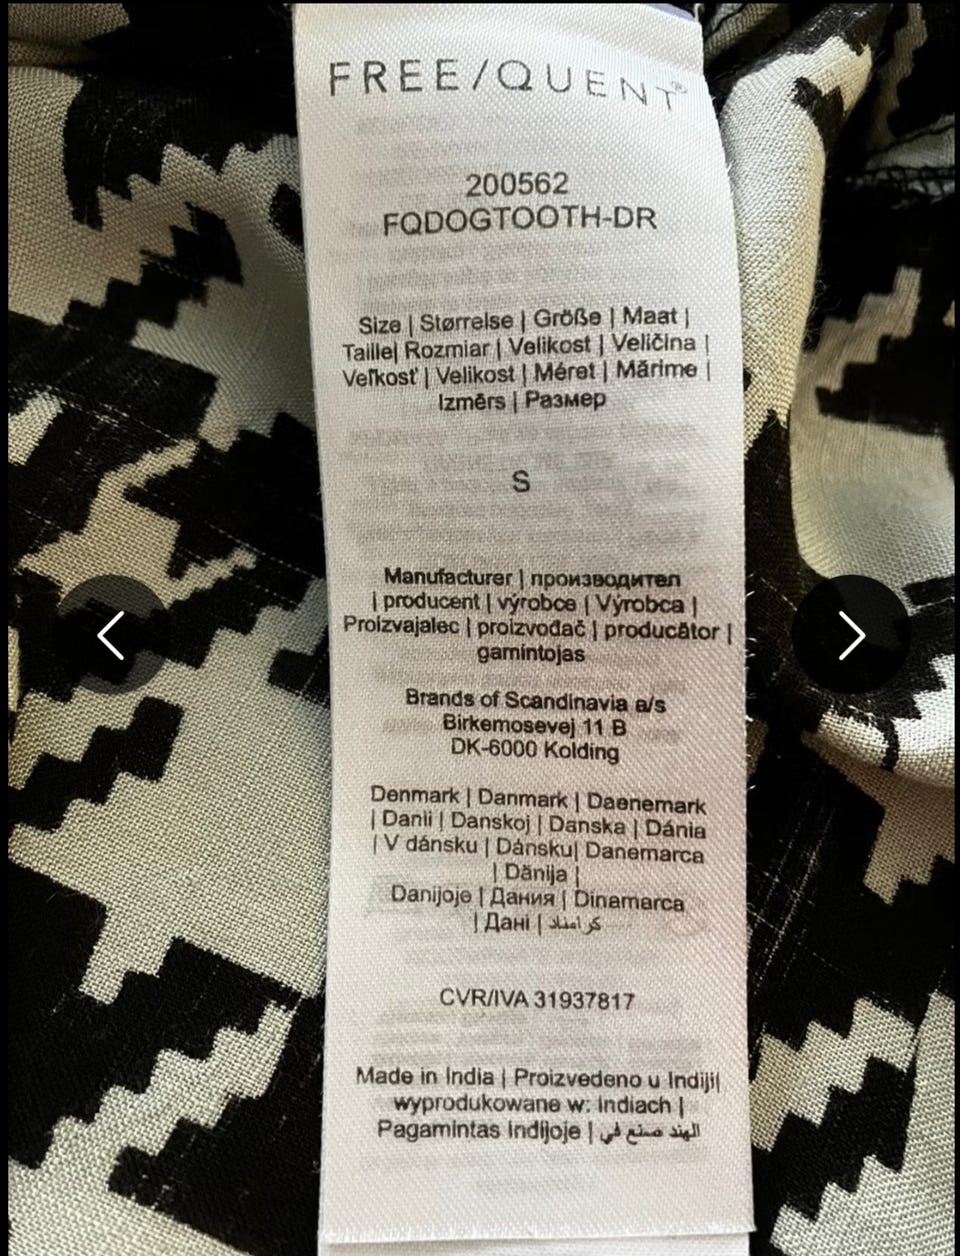 FREE/QUENT®
200562
FQDOGTOOTH-DR
Size | Størrelse | Größe | Maat |
Taille| Rozmiar | Velikost | Veličina |
Veľkosť | Velikost | Méret | Mărime |
Izmērs | Размер
S
Manufacturer | производител
| producent | výrobce | Výrobca |
Proizvajalec | proizvođač | producător |
gamintojas
Brands of Scandinavia a/s
Birkemosevej 11 B
DK-6000 Kolding
Denmark | Danmark | Daenemark
| Danii | Danskoj | Danska | Dánia
| V dánsku | Dánsku| Danemarca
| Dānija |
Danijoje | Дания | Dinamarca
| Дані |
CVR/IVA 31937817
Made in India | Proizvedeno u Indiji|
wyprodukowane w: Indiach |
Pagamintas Indijoje | الهند صنع في